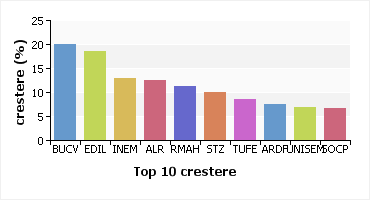 25
20
15
10
5
0
crestere (%)
BUCV EDIL INEM ALR RMAH STZ TUFE ARDF UNISEM SOCP
Top 10 crestere